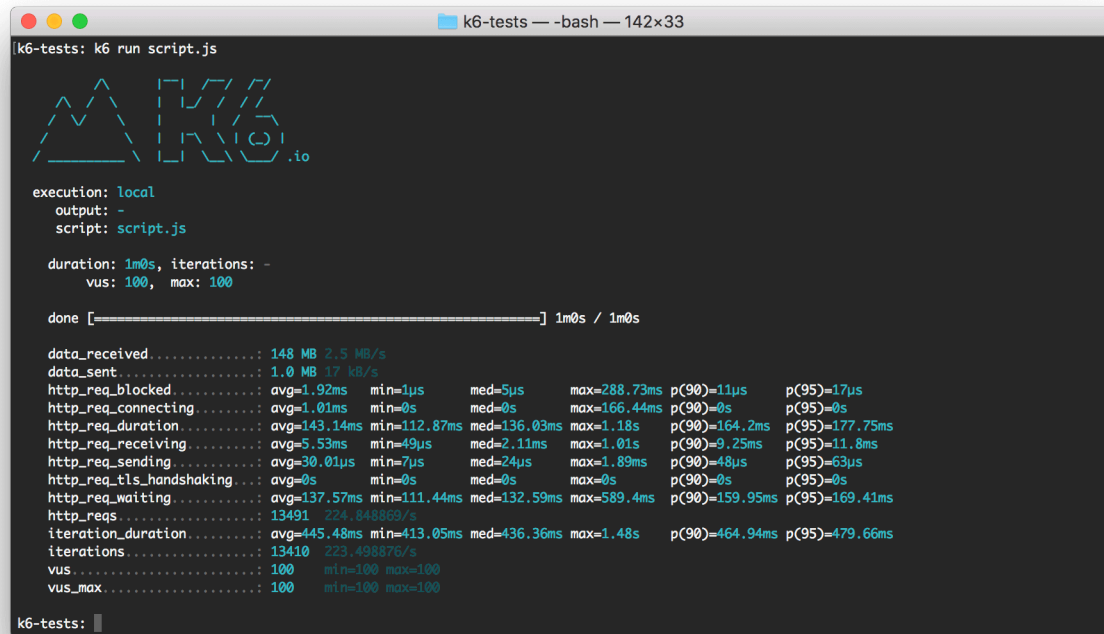 k6-tests — -bash — 142×33
[k6-tests: k6 run script.js
          /\      |‾‾|  /‾‾/  /‾/
     /\  /  \     |  |_/  /  / /
    /  \/    \    |      |  /  ‾‾\
   /          \   |  |‾\  \ | (_) |
  / __________ \  |__|  \__\ \___/ .io
execution: local
output: -
script: script.js
duration: 1m0s, iterations: -
vus: 100, max: 100
done [==========================================================] 1m0s / 1m0s
data_received..............: 148 MB 2.5 MB/s
data_sent..................: 1.0 MB 17 kB/s
http_req_blocked...........: avg=1.92ms min=1µs med=5µs max=288.73ms p(90)=11µs p(95)=17µs
http_req_connecting........: avg=1.01ms min=0s med=0s max=166.44ms p(90)=0s p(95)=0s
http_req_duration..........: avg=143.14ms min=112.87ms med=136.03ms max=1.18s p(90)=164.2ms p(95)=177.75ms
http_req_receiving.........: avg=5.53ms min=49µs med=2.11ms max=1.01s p(90)=9.25ms p(95)=11.8ms
http_req_sending...........: avg=30.01µs min=7µs med=24µs max=1.89ms p(90)=48µs p(95)=63µs
http_req_tls_handshaking...: avg=0s min=0s med=0s max=0s p(90)=0s p(95)=0s
http_req_waiting...........: avg=137.57ms min=111.44ms med=132.59ms max=589.4ms p(90)=159.95ms p(95)=169.41ms
http_reqs..................: 13491 224.848869/s
iteration_duration.........: avg=445.48ms min=413.05ms med=436.36ms max=1.48s p(90)=464.94ms p(95)=479.66ms
iterations.................: 13410 223.498876/s
vus........................: 100 min=100 max=100
vus_max....................: 100 min=100 max=100
k6-tests: